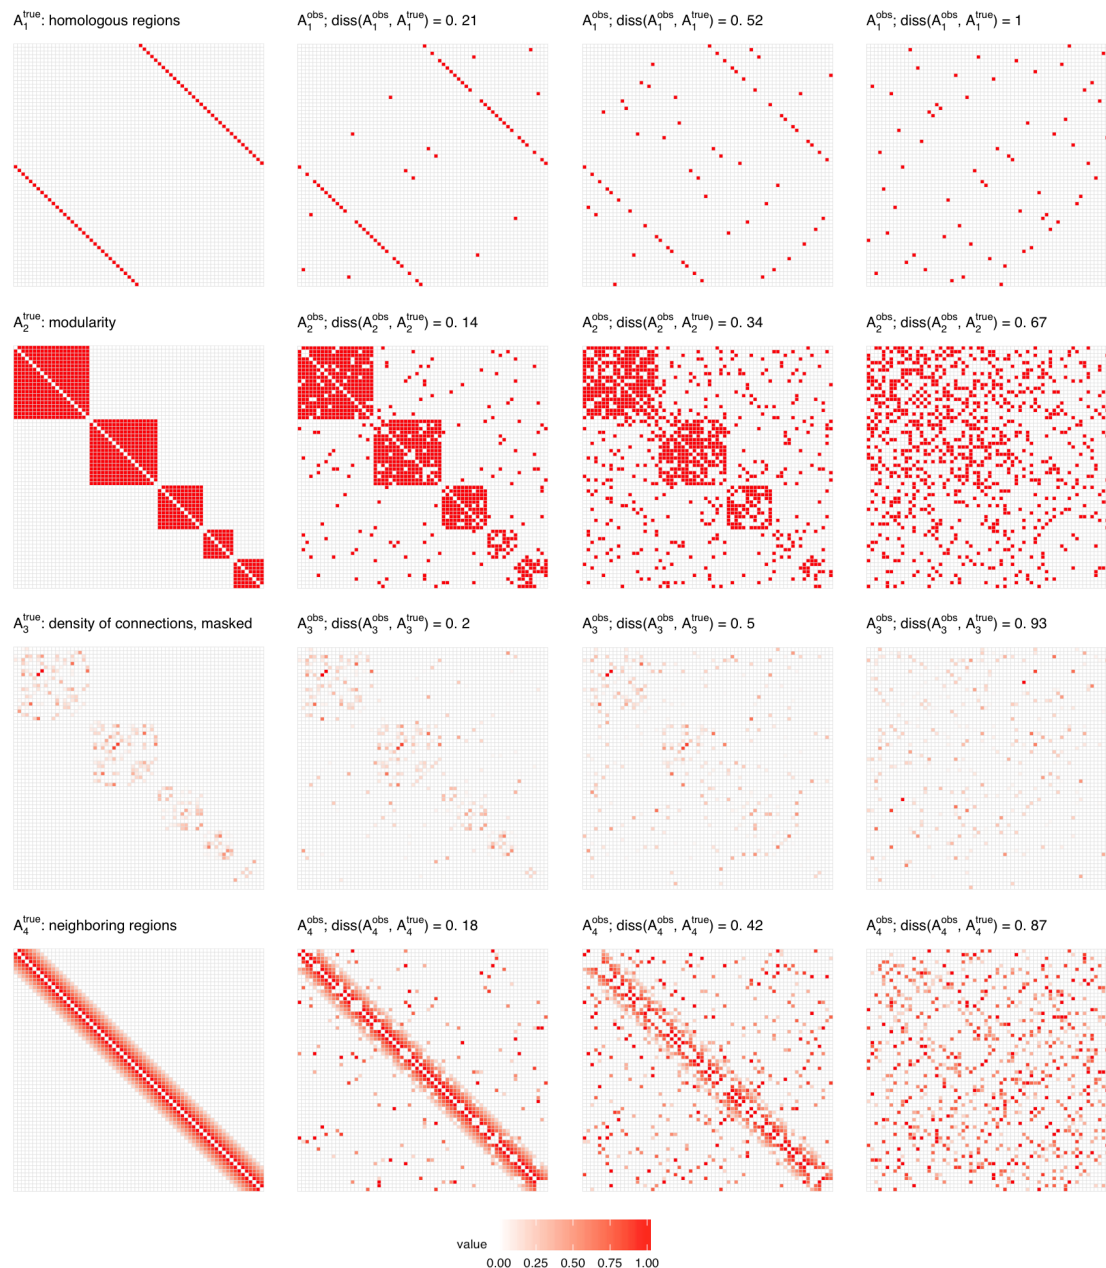 A₁ᵗʳᵘᵉ: homologous regions
A₁ᵒᵇˢ; diss(A₁ᵒᵇˢ, A₁ᵗʳᵘᵉ) = 0. 21
A₁ᵒᵇˢ; diss(A₁ᵒᵇˢ, A₁ᵗʳᵘᵉ) = 0. 52
A₁ᵒᵇˢ; diss(A₁ᵒᵇˢ, A₁ᵗʳᵘᵉ) = 1
A₂ᵗʳᵘᵉ: modularity
A₂ᵒᵇˢ; diss(A₂ᵒᵇˢ, A₂ᵗʳᵘᵉ) = 0. 14
A₂ᵒᵇˢ; diss(A₂ᵒᵇˢ, A₂ᵗʳᵘᵉ) = 0. 34
A₂ᵒᵇˢ; diss(A₂ᵒᵇˢ, A₂ᵗʳᵘᵉ) = 0. 67
A₃ᵗʳᵘᵉ: density of connections, masked
A₃ᵒᵇˢ; diss(A₃ᵒᵇˢ, A₃ᵗʳᵘᵉ) = 0. 2
A₃ᵒᵇˢ; diss(A₃ᵒᵇˢ, A₃ᵗʳᵘᵉ) = 0. 5
A₃ᵒᵇˢ; diss(A₃ᵒᵇˢ, A₃ᵗʳᵘᵉ) = 0. 93
A₄ᵗʳᵘᵉ: neighboring regions
A₄ᵒᵇˢ; diss(A₄ᵒᵇˢ, A₄ᵗʳᵘᵉ) = 0. 18
A₄ᵒᵇˢ; diss(A₄ᵒᵇˢ, A₄ᵗʳᵘᵉ) = 0. 42
A₄ᵒᵇˢ; diss(A₄ᵒᵇˢ, A₄ᵗʳᵘᵉ) = 0. 87
value
0.00 0.25 0.50 0.75 1.00